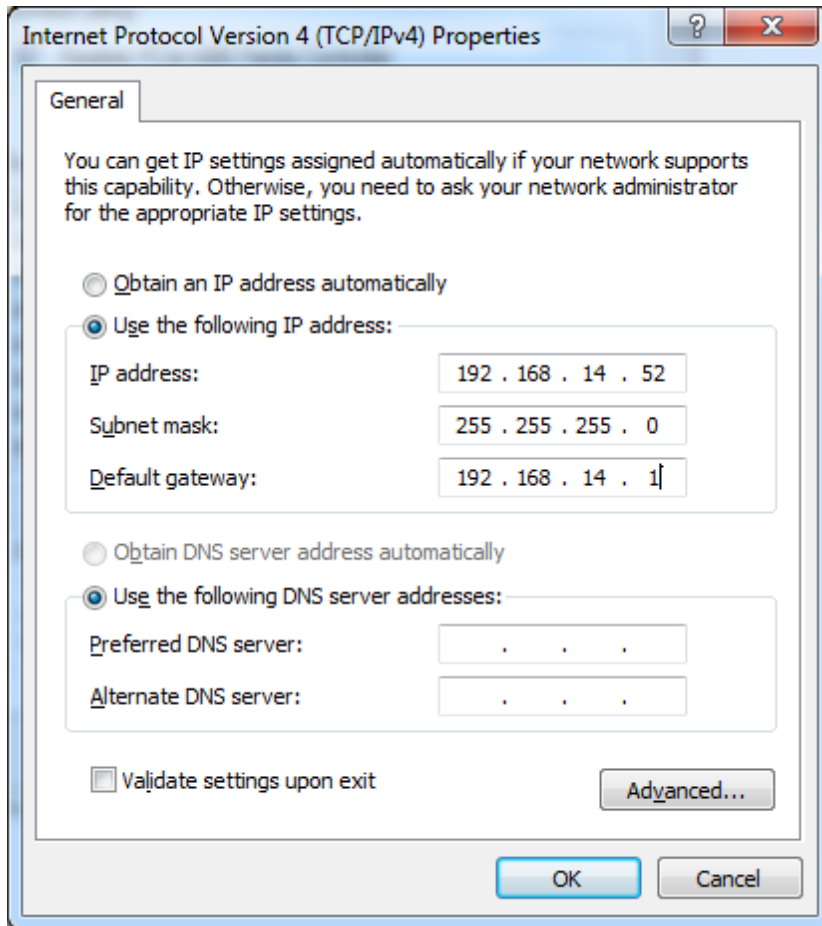 Internet Protocol Version 4 (TCP/IPv4) Properties
General
You can get IP settings assigned automatically if your network supports
this capability. Otherwise, you need to ask your network administrator
for the appropriate IP settings.
Obtain an IP address automatically
Use the following IP address:
IP address: 192 . 168 . 14 . 52
Subnet mask: 255 . 255 . 255 . 0
Default gateway: 192 . 168 . 14 . 1
Obtain DNS server address automatically
Use the following DNS server addresses:
Preferred DNS server: . . .
Alternate DNS server: . . .
Validate settings upon exit
Advanced...
OK Cancel